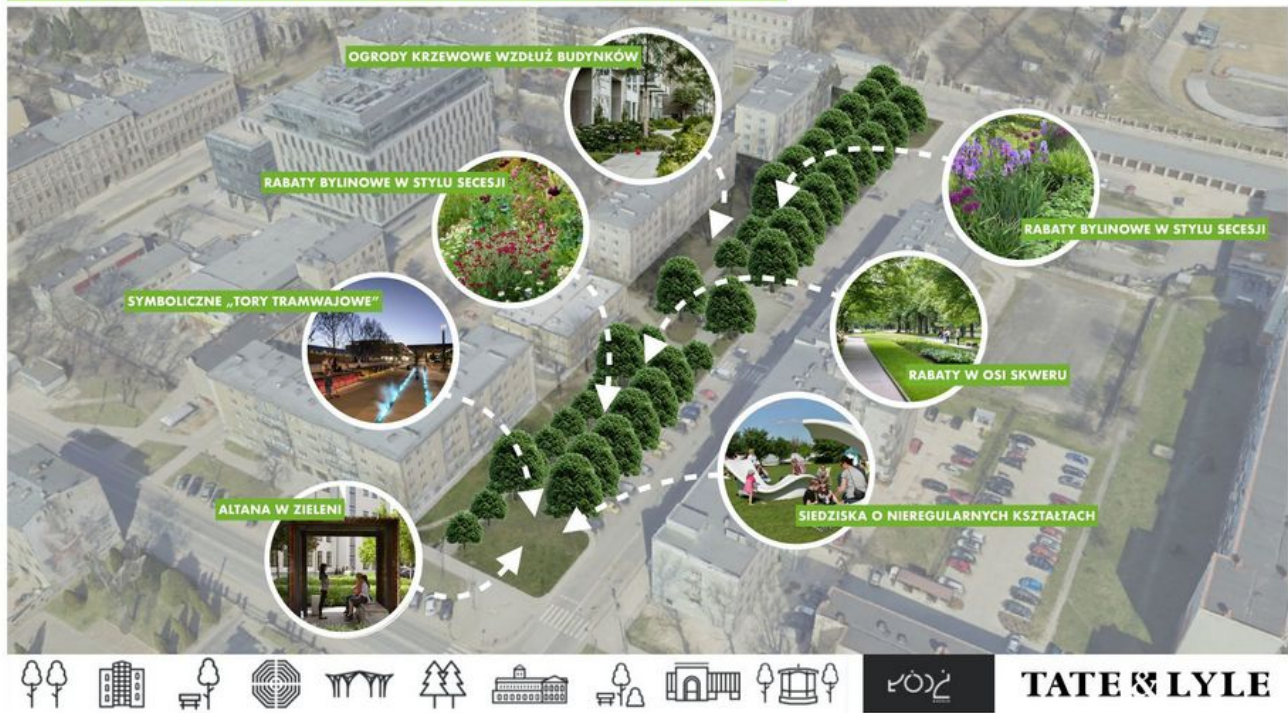 OGRODY KRZEWOWE WZDŁUŻ BUDYNKÓW
RABATY BYLINOWE W STYLU SECESJI
RABATY BYLINOWE W STYLU SECESJI
SYMBOLICZNE „TORY TRAMWAJOWE”
RABATY W OSI SKWERU
ALTANA W ZIELENI
SIEDZISKA O NIEREGULARNYCH KSZTAŁTACH
ŁÓDŹ
TATE & LYLE